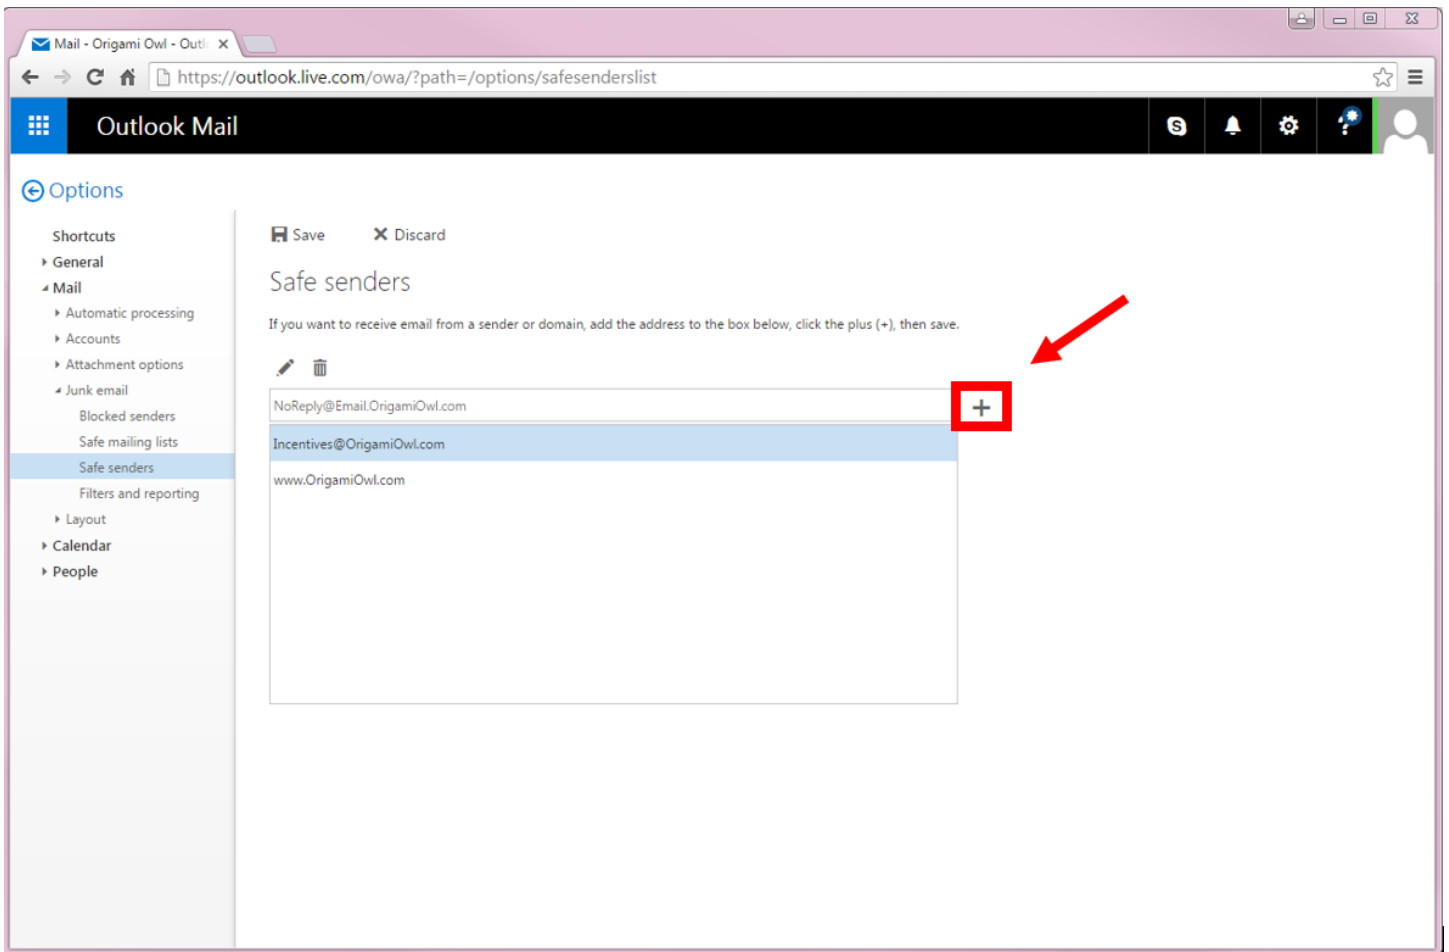 Mail - Origami Owl - Outl
https://outlook.live.com/owa/?path=/options/safesenderslist
Outlook Mail
Options
Shortcuts
General
Mail
Automatic processing
Accounts
Attachment options
Junk email
Blocked senders
Safe mailing lists
Safe senders
Filters and reporting
Layout
Calendar
People
Save Discard
Safe senders
If you want to receive email from a sender or domain, add the address to the box below, click the plus (+), then save.
NoReply@Email.OrigamiOwl.com
Incentives@OrigamiOwl.com
www.OrigamiOwl.com